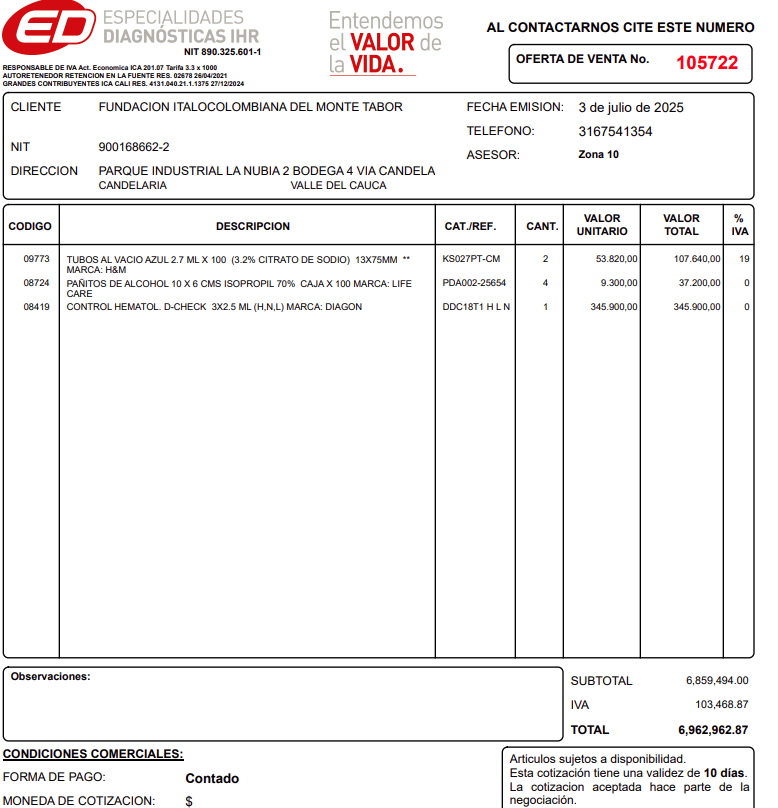 ED ESPECIALIDADES
DIAGNÓSTICAS IHR
NIT 890.325.601-1
RESPONSABLE DE IVA Act. Economica ICA 201.07 Tarifa 3.3 x 1000
AUTORETENEDOR RETENCION EN LA FUENTE RES. 02678 26/04/2021
GRANDES CONTRIBUYENTES ICA CALI RES. 4131.040.21.1.1375 27/12/2024
Entendemos
el VALOR de
la VIDA.
AL CONTACTARNOS CITE ESTE NUMERO
OFERTA DE VENTA No. 105722
CLIENTE FUNDACION ITALOCOLOMBIANA DEL MONTE TABOR
FECHA EMISION: 3 de julio de 2025
TELEFONO: 3167541354
NIT 900168662-2
ASESOR: Zona 10
DIRECCION PARQUE INDUSTRIAL LA NUBIA 2 BODEGA 4 VIA CANDELA
CANDELARIA VALLE DEL CAUCA
CODIGO DESCRIPCION CAT./REF. CANT. VALOR UNITARIO VALOR TOTAL % IVA
09773 TUBOS AL VACIO AZUL 2.7 ML X 100 (3.2% CITRATO DE SODIO) 13X75MM ** KS027PT-CM 2 53.820,00 107.640,00 19
MARCA: H&M
08724 PAÑITOS DE ALCOHOL 10 X 6 CMS ISOPROPIL 70% CAJA X 100 MARCA: LIFE PDA002-25654 4 9.300,00 37.200,00 0
CARE
08419 CONTROL HEMATOL. D-CHECK 3X2.5 ML (H,N,L) MARCA: DIAGON DDC18T1 H L N 1 345.900,00 345.900,00 0
Observaciones:
SUBTOTAL 6,859,494.00
IVA 103,468.87
TOTAL 6,962,962.87
CONDICIONES COMERCIALES:
FORMA DE PAGO: Contado
MONEDA DE COTIZACION: $
Articulos sujetos a disponibilidad.
Esta cotización tiene una validez de 10 días.
La cotizacion aceptada hace parte de la
negociación.